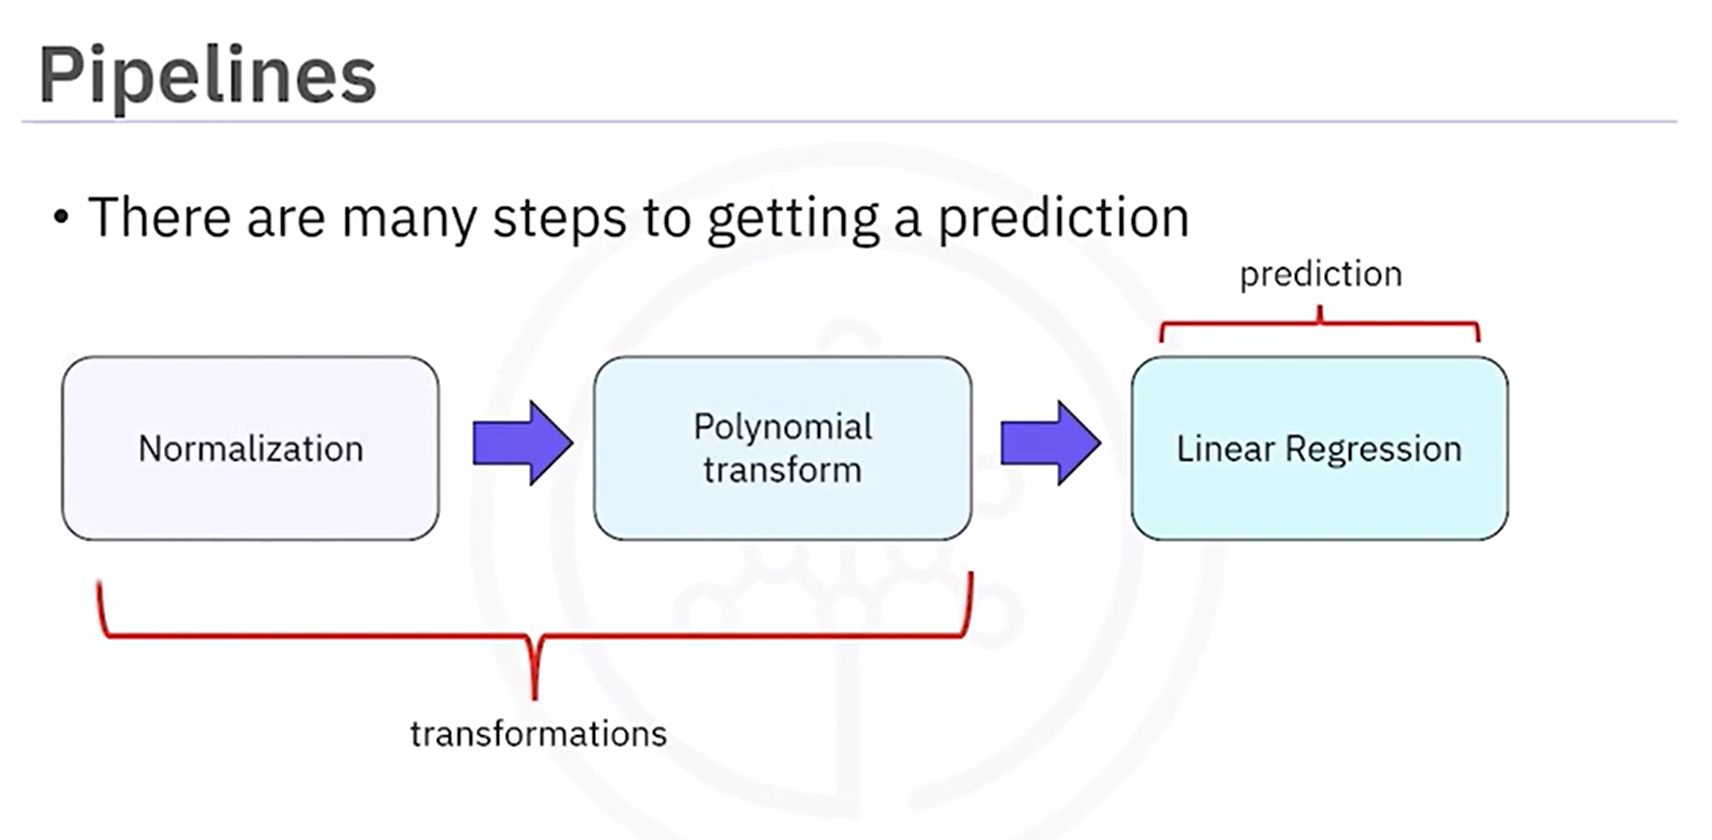 Pipelines
• There are many steps to getting a prediction
prediction
Normalization
Polynomial
transform
Linear Regression
transformations